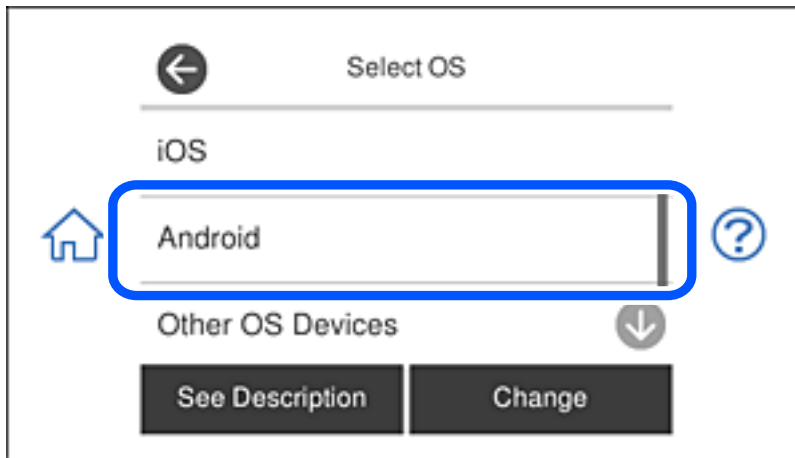 Select OS
iOS
Android
Other OS Devices
See Description
Change